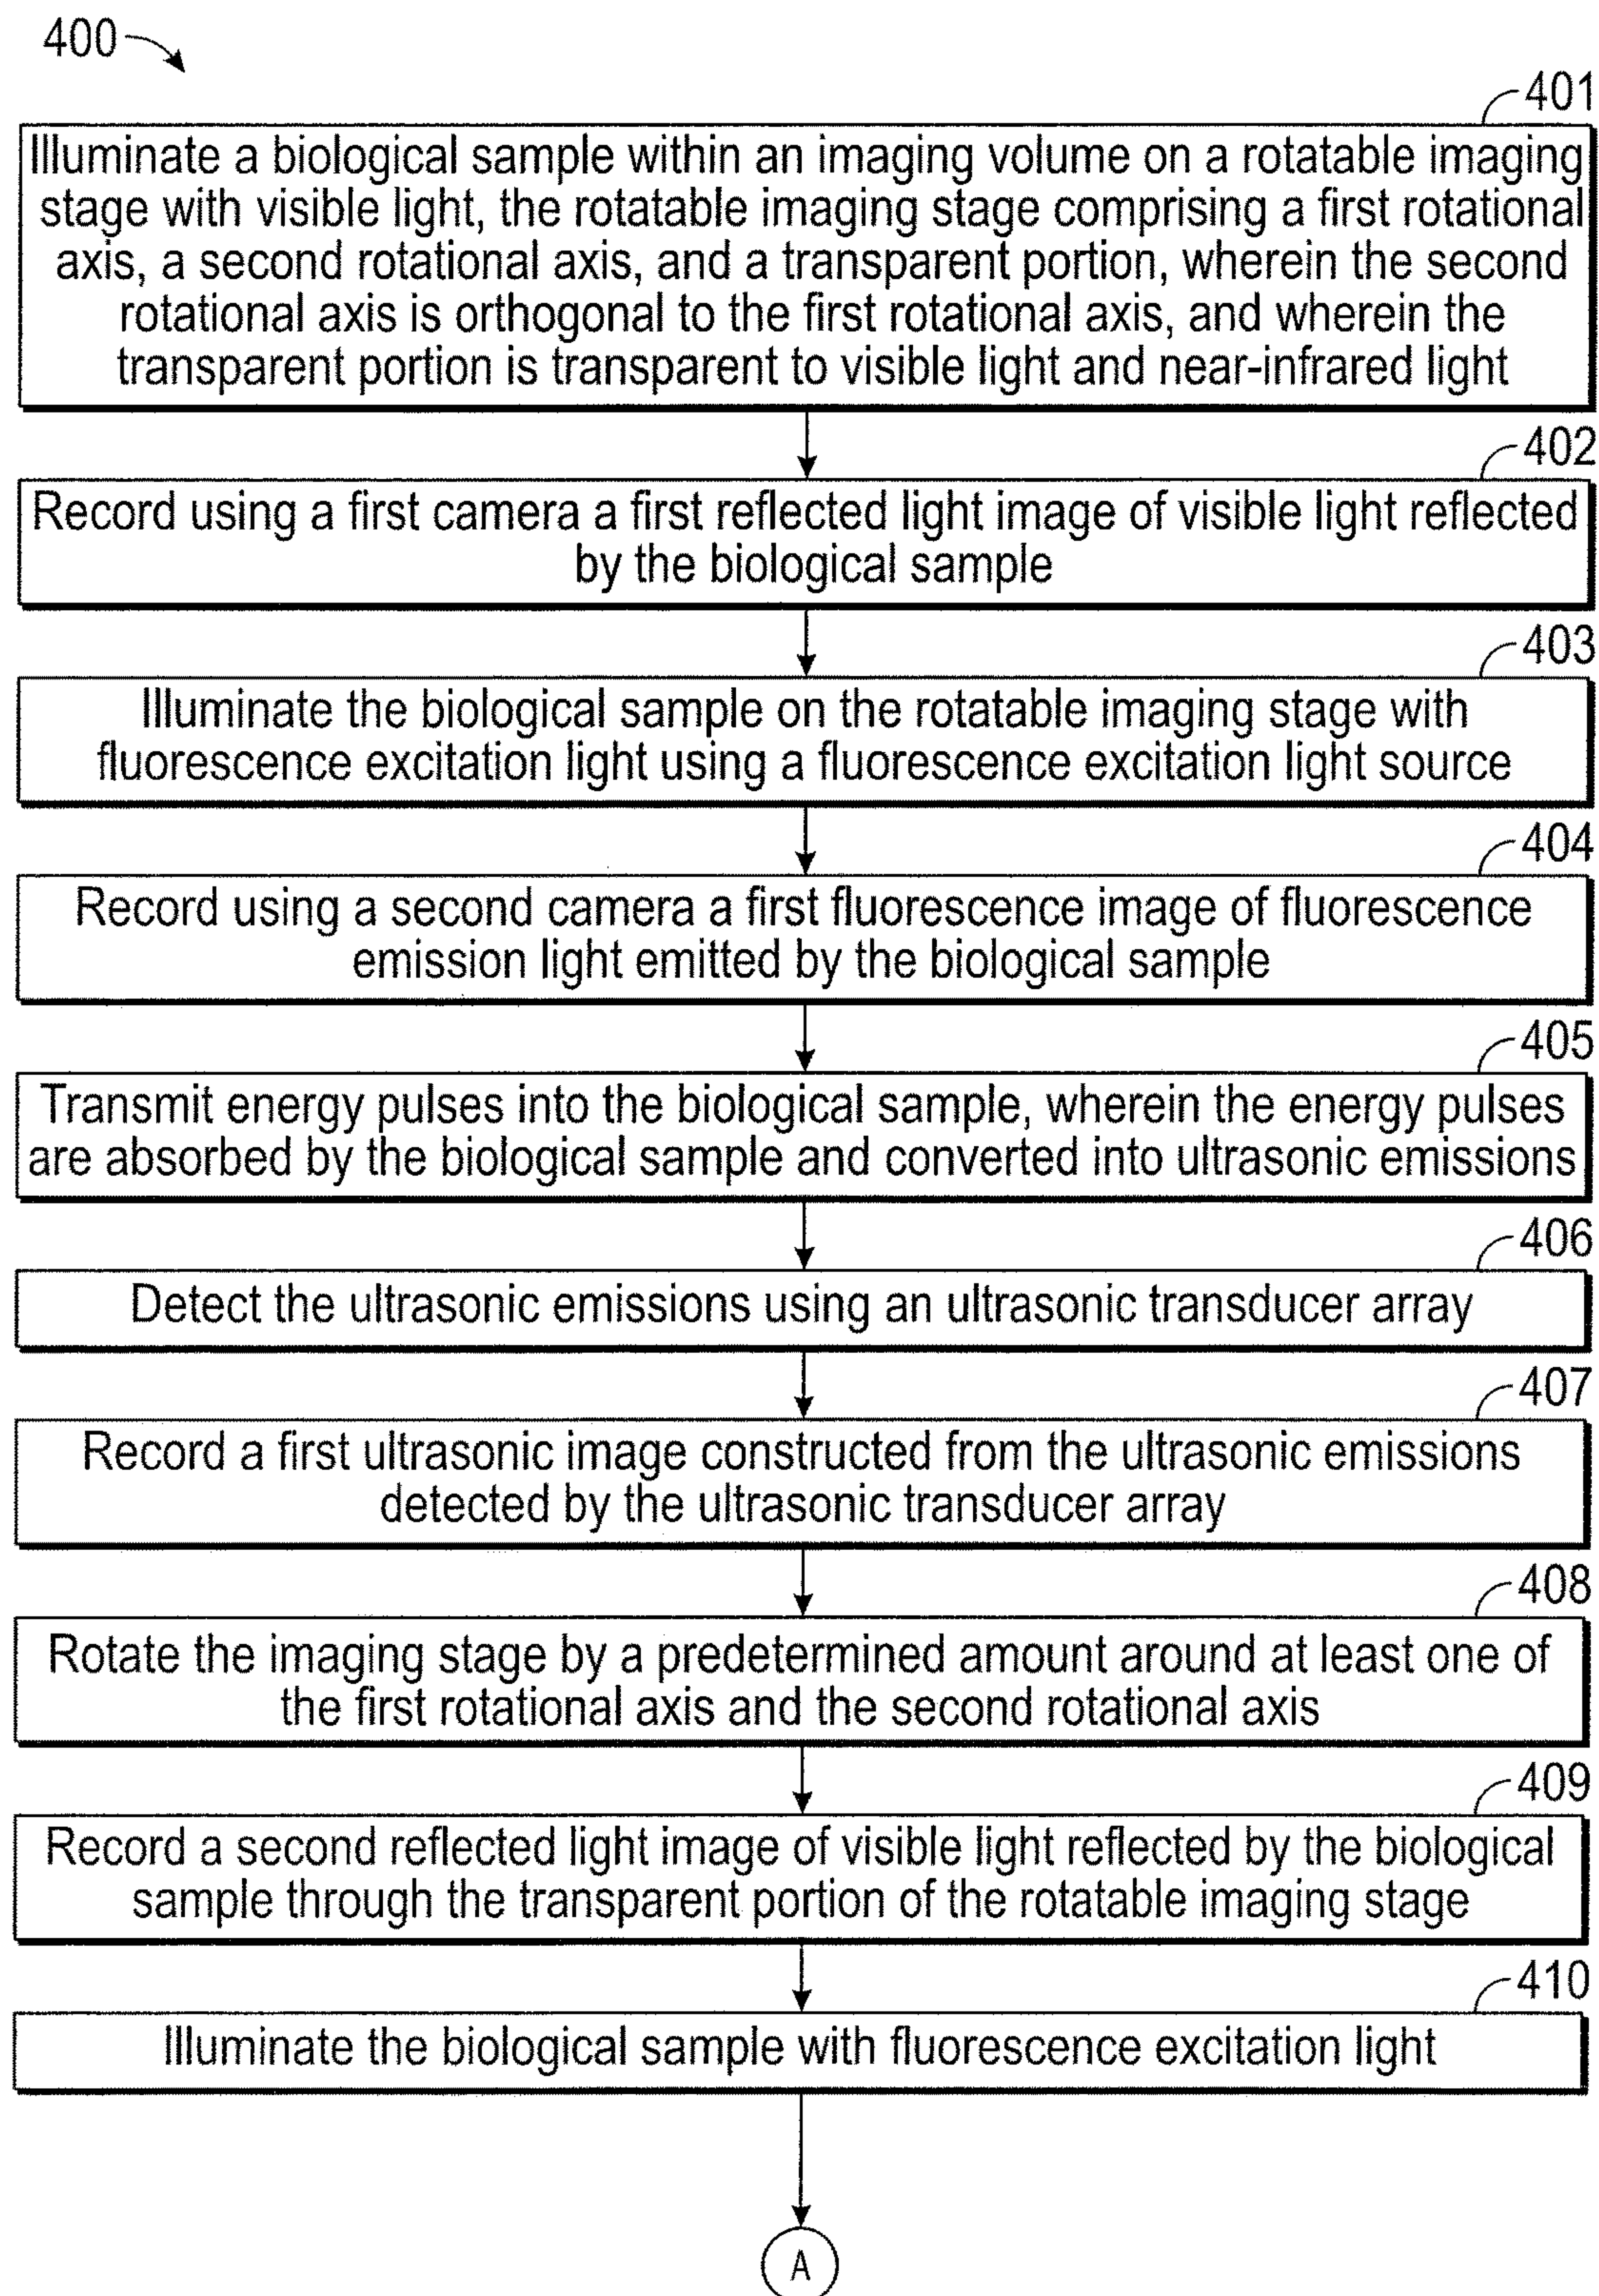 400
401
Illuminate a biological sample within an imaging volume on a rotatable imaging
stage with visible light, the rotatable imaging stage comprising a first rotational
axis, a second rotational axis, and a transparent portion, wherein the second
rotational axis is orthogonal to the first rotational axis, and wherein the
transparent portion is transparent to visible light and near-infrared light
402
Record using a first camera a first reflected light image of visible light reflected
by the biological sample
403
Illuminate the biological sample on the rotatable imaging stage with
fluorescence excitation light using a fluorescence excitation light source
404
Record using a second camera a first fluorescence image of fluorescence
emission light emitted by the biological sample
405
Transmit energy pulses into the biological sample, wherein the energy pulses
are absorbed by the biological sample and converted into ultrasonic emissions
406
Detect the ultrasonic emissions using an ultrasonic transducer array
407
Record a first ultrasonic image constructed from the ultrasonic emissions
detected by the ultrasonic transducer array
408
Rotate the imaging stage by a predetermined amount around at least one of
the first rotational axis and the second rotational axis
409
Record a second reflected light image of visible light reflected by the biological
sample through the transparent portion of the rotatable imaging stage
410
Illuminate the biological sample with fluorescence excitation light
A